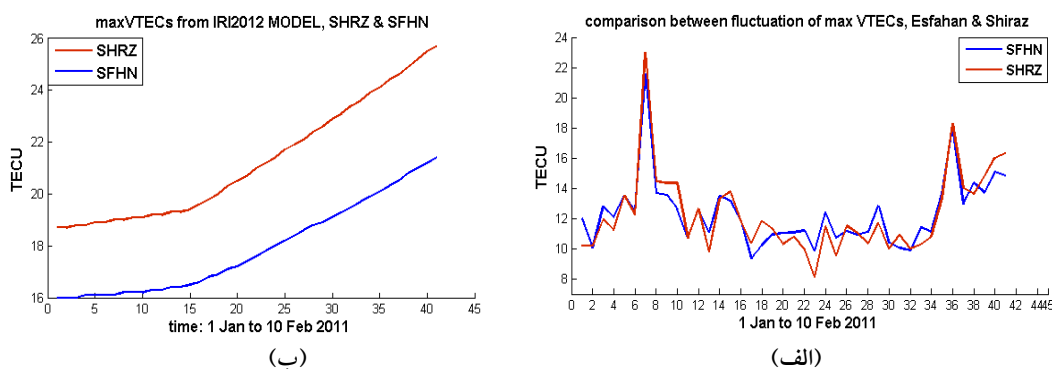 maxVTECs from IRI2012 MODEL, SHRZ & SFHN
26
24
22
20
18
16
TECU
SHRZ
SFHN
0 5 10 15 20 25 30 35 40 45
time: 1 Jan to 10 Feb 2011
(ب)
comparison between fluctuation of max VTECs, Esfahan & Shiraz
24
22
20
18
16
14
12
10
8
TECU
SFHN
SHRZ
0 2 4 6 8 10 12 14 16 18 20 22 24 26 28 30 32 34 36 38 40 42 4445
1 Jan to 10 Feb 2011
(الف)